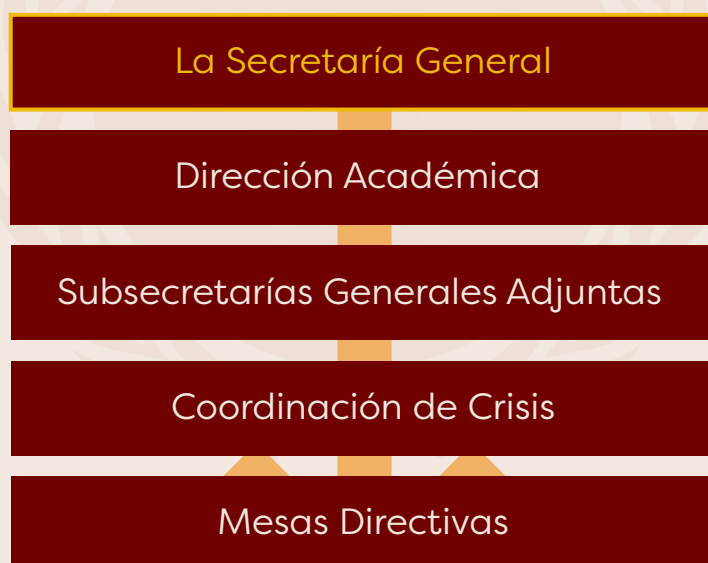 La Secretaría General
Dirección Académica
Subsecretarías Generales Adjuntas
Coordinación de Crisis
Mesas Directivas